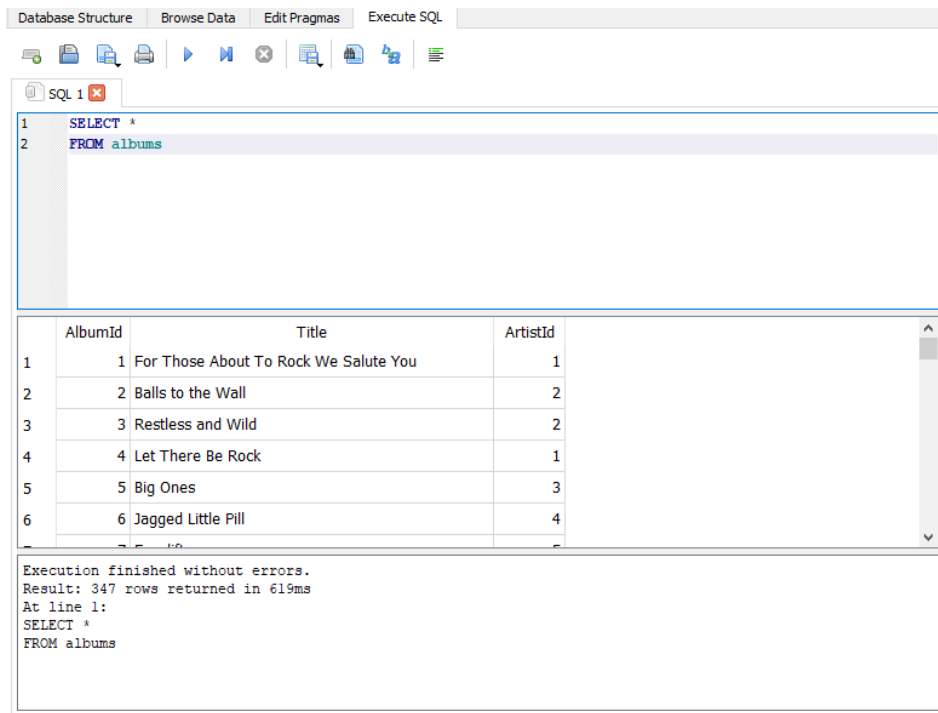 Database Structure Browse Data Edit Pragmas Execute SQL
SQL 1
1 SELECT *
2 FROM albums
AlbumId Title ArtistId
1 1 For Those About To Rock We Salute You 1
2 2 Balls to the Wall 2
3 3 Restless and Wild 2
4 4 Let There Be Rock 1
5 5 Big Ones 3
6 6 Jagged Little Pill 4
Execution finished without errors.
Result: 347 rows returned in 619ms
At line 1:
SELECT *
FROM albums